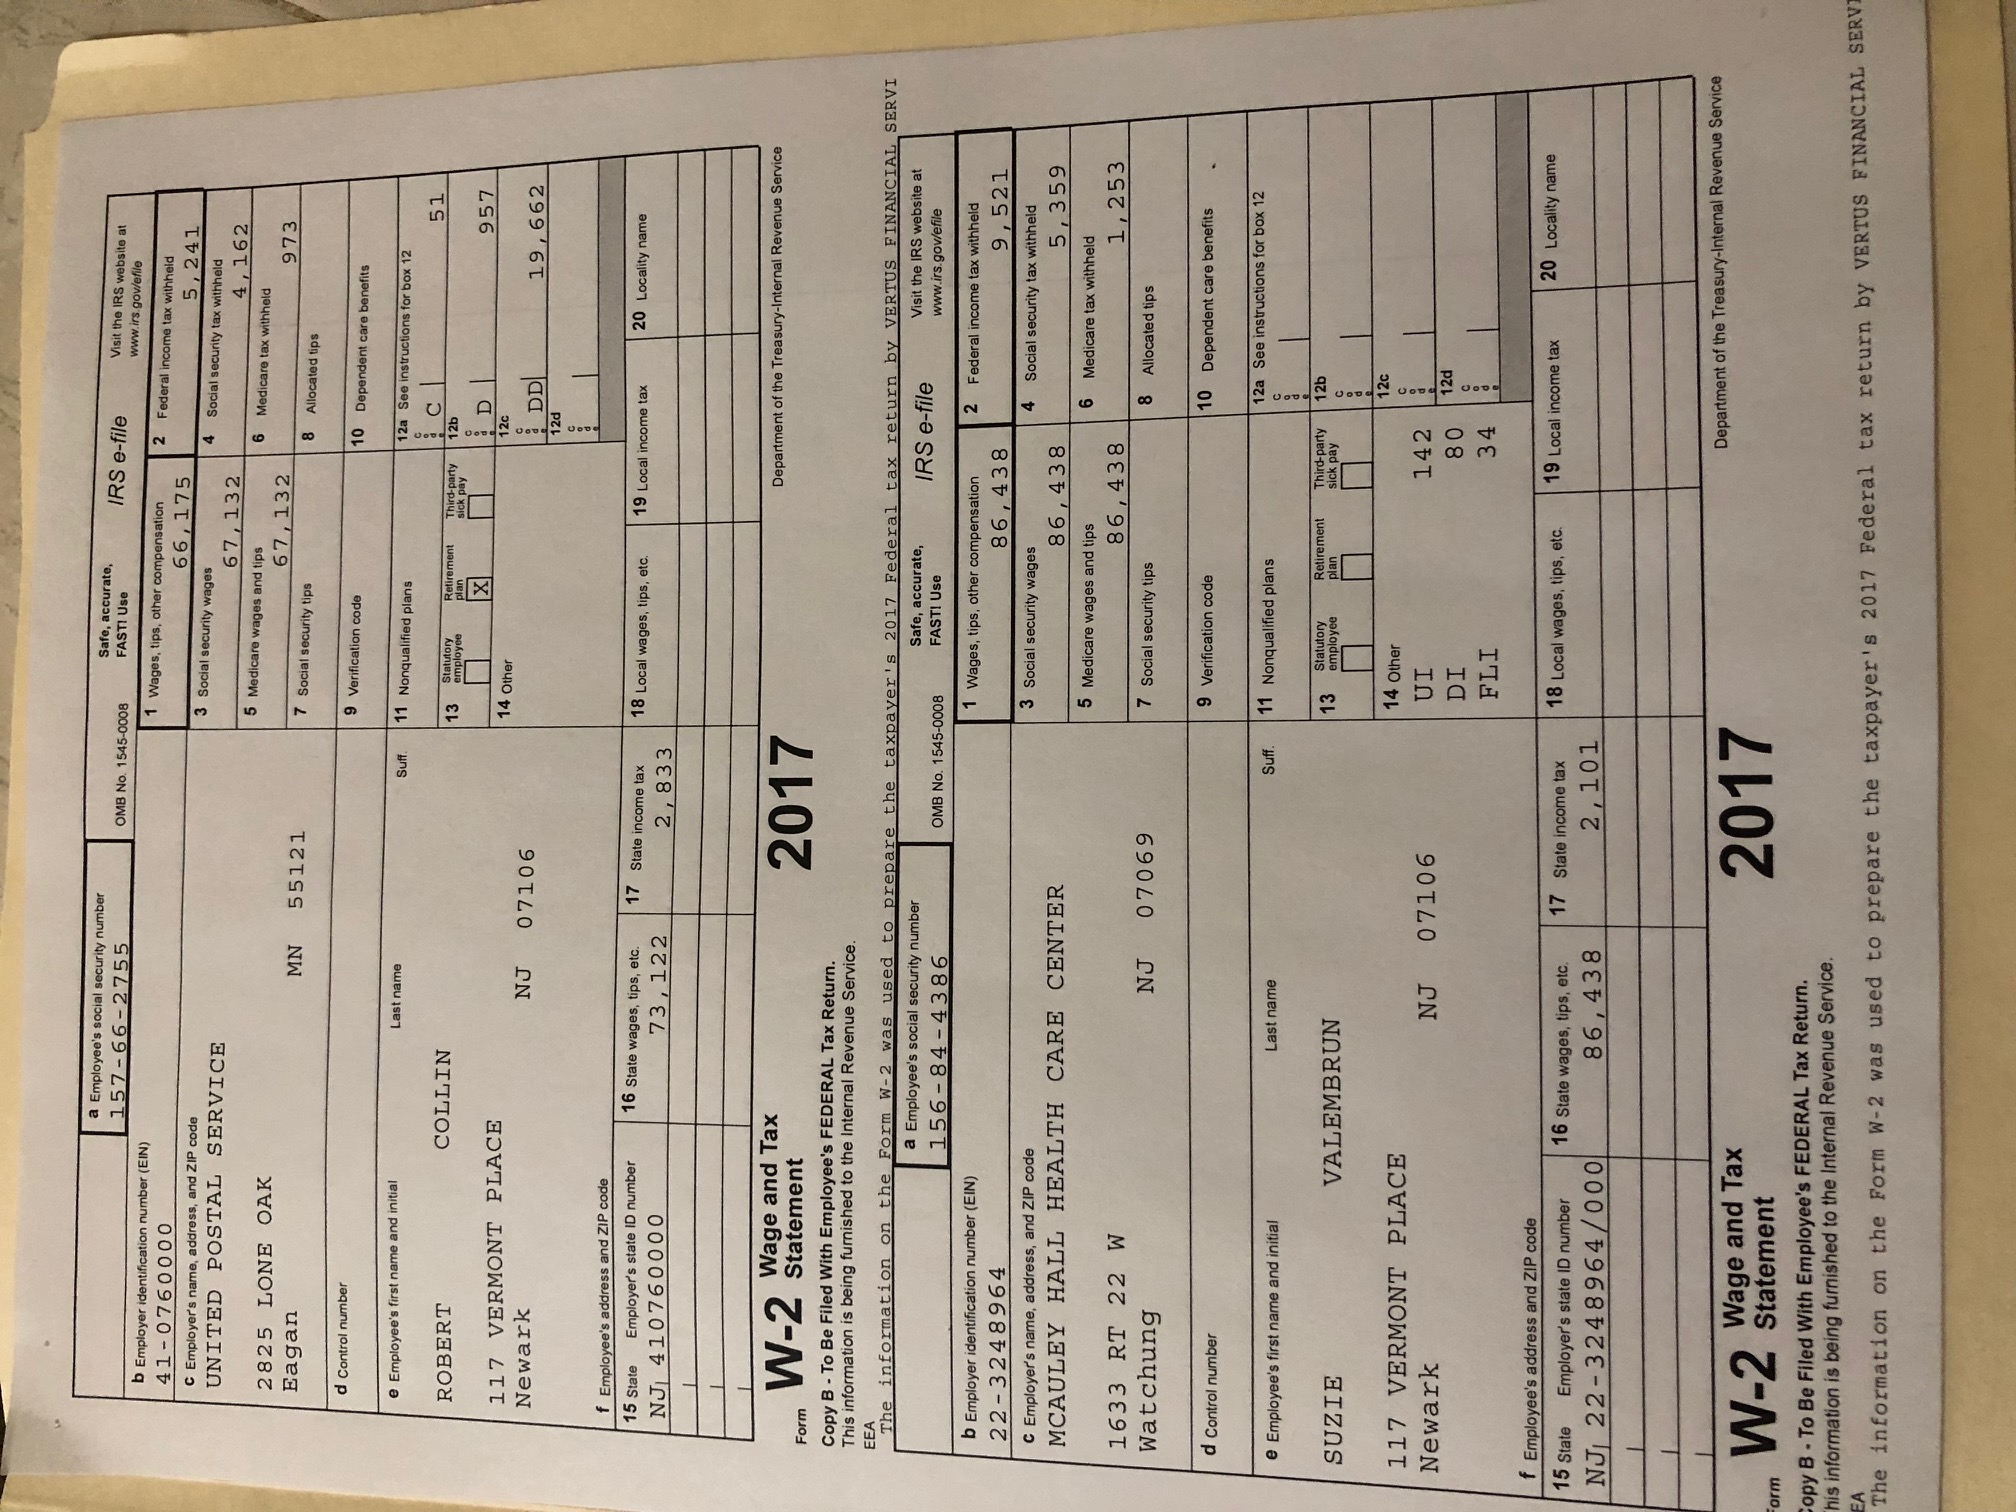 a Employee's social security number
157-66-2755
OMB No. 1545-0008
Safe, accurate,
FAST! Use
IRS e-file
Visit the IRS website at
www.irs.gov/efile
b Employer identification number (EIN)
41-0760000
1 Wages, tips, other compensation
66,175
2 Federal income tax withheld
5,241
c Employer's name, address, and ZIP code
UNITED POSTAL SERVICE
2825 LONE OAK
Eagan MN 55121
3 Social security wages
67,132
4 Social security tax withheld
4,162
5 Medicare wages and tips
67,132
6 Medicare tax withheld
973
7 Social security tips
8 Allocated tips
d Control number
9 Verification code
10 Dependent care benefits
e Employee's first name and initial Last name Suff.
ROBERT COLLIN
117 VERMONT PLACE
Newark NJ 07106
11 Nonqualified plans
12a See instructions for box 12
Code C 51
13 Statutory employee Retirement plan X Third-party sick pay
12b
Code D 957
14 Other
12c
Code DD 19,662
12d
Code
f Employee's address and ZIP code
15 State Employer's state ID number 16 State wages, tips, etc. 17 State income tax 18 Local wages, tips, etc. 19 Local income tax 20 Locality name
NJ 410760000 73,122 2,833
Form W-2 Wage and Tax Statement 2017 Department of the Treasury-Internal Revenue Service
Copy B - To Be Filed With Employee's FEDERAL Tax Return.
This information is being furnished to the Internal Revenue Service.
EEA
The information on the Form W-2 was used to prepare the taxpayer's 2017 Federal tax return by VERTUS FINANCIAL SERVI
a Employee's social security number
156-84-4386
OMB No. 1545-0008
Safe, accurate,
FAST! Use
IRS e-file
Visit the IRS website at
www.irs.gov/efile
b Employer identification number (EIN)
22-3248964
1 Wages, tips, other compensation
86,438
2 Federal income tax withheld
9,521
c Employer's name, address, and ZIP code
MCAULEY HALL HEALTH CARE CENTER
1633 RT 22 W
Watchung NJ 07069
3 Social security wages
86,438
4 Social security tax withheld
5,359
5 Medicare wages and tips
86,438
6 Medicare tax withheld
1,253
7 Social security tips
8 Allocated tips
d Control number
9 Verification code
10 Dependent care benefits
e Employee's first name and initial Last name Suff.
SUZIE VALEMBRUN
117 VERMONT PLACE
Newark NJ 07106
11 Nonqualified plans
12a See instructions for box 12
Code
13 Statutory employee Retirement plan Third-party sick pay
12b
Code
14 Other
UI 142
DI 80
FLI 34
12c
Code
12d
Code
f Employee's address and ZIP code
15 State Employer's state ID number 16 State wages, tips, etc. 17 State income tax 18 Local wages, tips, etc. 19 Local income tax 20 Locality name
NJ 22-3248964/000 86,438 2,101
Form W-2 Wage and Tax Statement 2017 Department of the Treasury-Internal Revenue Service
Copy B - To Be Filed With Employee's FEDERAL Tax Return.
This information is being furnished to the Internal Revenue Service.
EA
The information on the Form W-2 was used to prepare the taxpayer's 2017 Federal tax return by VERTUS FINANCIAL SERVI